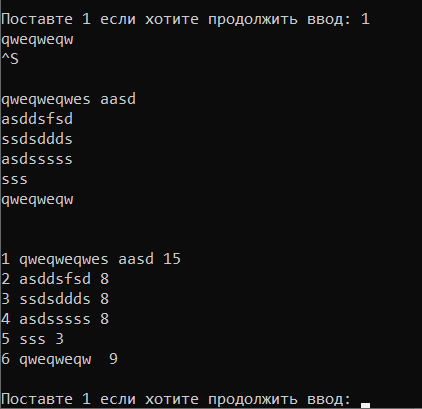 Поставте 1 если хотите продолжить ввод: 1
qweqweqw
^S
qweqweqwes aasd
asddsfsd
ssdsddds
asdsssss
sss
qweqweqw
1 qweqweqwes aasd 15
2 asddsfsd 8
3 ssdsddds 8
4 asdsssss 8
5 sss 3
6 qweqweqw  9
Поставте 1 если хотите продолжить ввод: